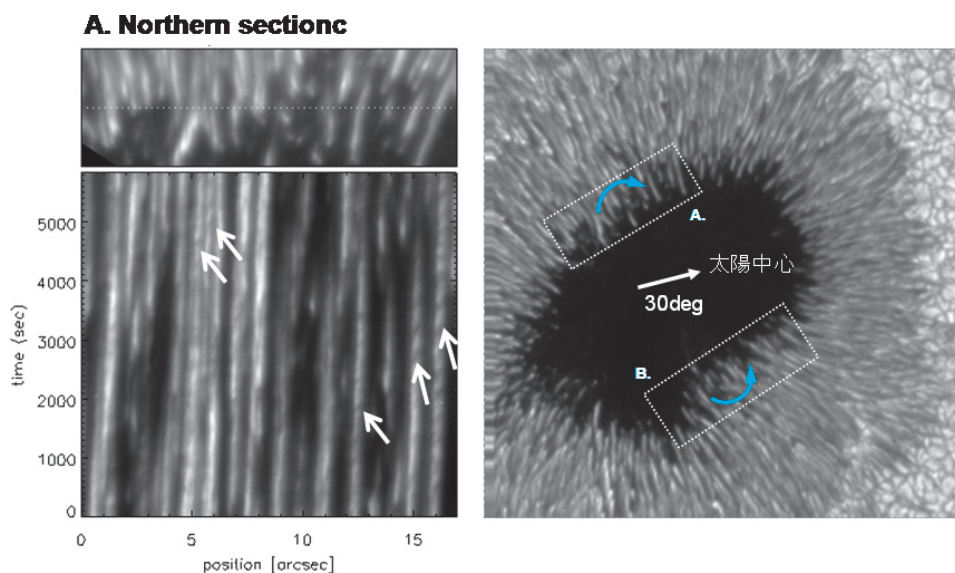 A. Northern sectionc
5000
4000
3000
2000
1000
0
time (sec)
0 5 10 15
position [arcsec]
A.
太陽中心
30deg
B.